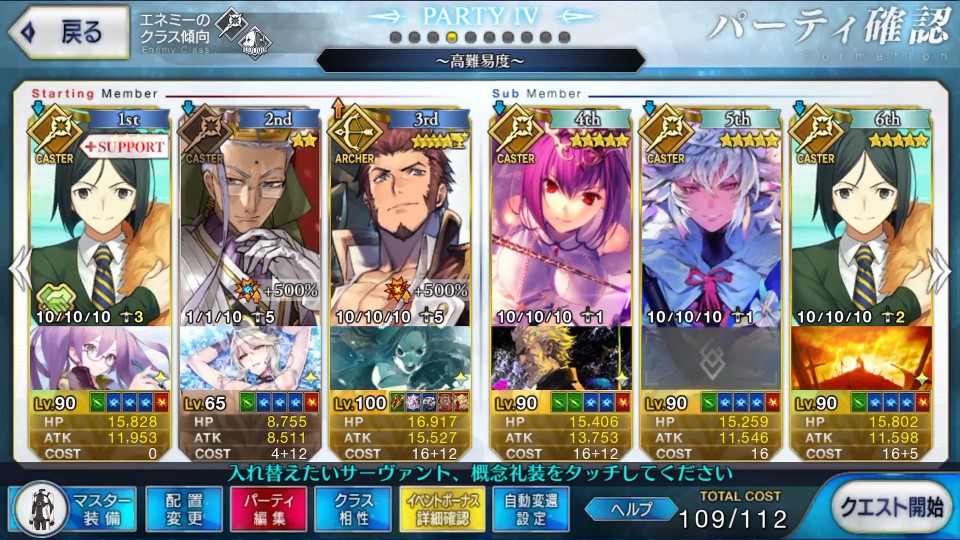 戻る
エネミーの
クラス傾向
Enemy Class
PARTY IV
～高難易度～
パーティ確認
Formation
Starting Member
Sub Member
1st
2nd
3rd
4th
5th
6th
CASTER
CASTER
ARCHER
CASTER
CASTER
CASTER
+SUPPORT
+500%
+500%
10/10/10 3
1/1/10 5
10/10/10 5
10/10/10 1
10/10/10 1
10/10/10 2
Lv.90
Lv.65
Lv.100
Lv.90
Lv.90
Lv.90
HP 15,828
HP 8,755
HP 16,917
HP 15,406
HP 15,259
HP 15,802
ATK 11,953
ATK 8,511
ATK 15,527
ATK 13,753
ATK 11,546
ATK 11,598
COST 0
COST 4+12
COST 16+12
COST 16+12
COST 16
COST 16+5
入れ替えたいサーヴァント、概念礼装をタッチしてください
マスター
装備
配置
変更
パーティ
編集
クラス
相性
イベントボーナス
詳細確認
自動変還
設定
ヘルプ
TOTAL COST
109/112
クエスト開始